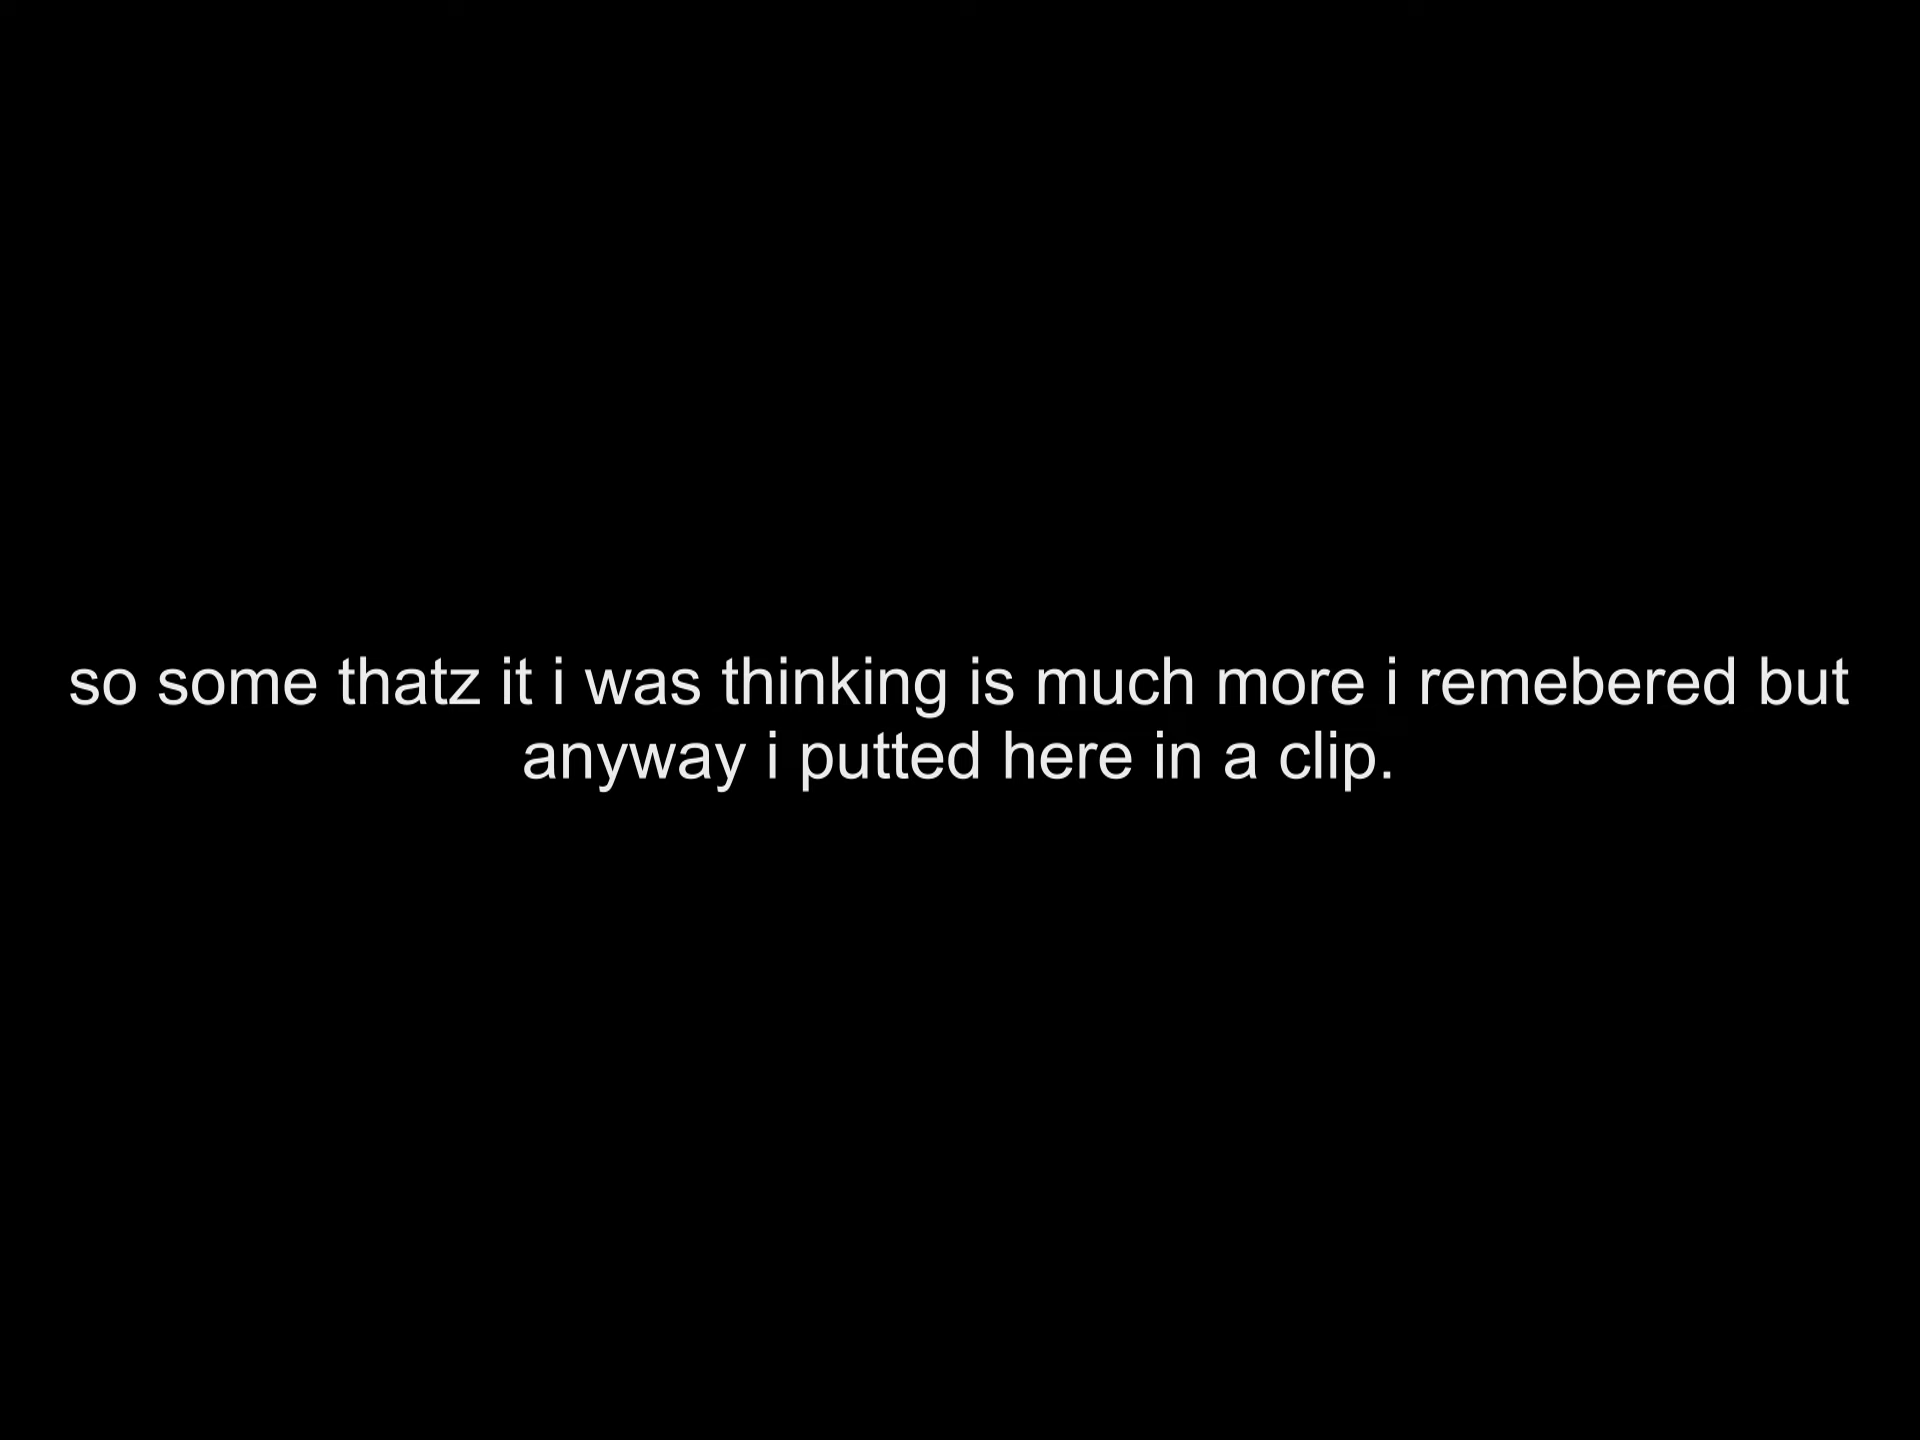 so some thatz it i was thinking is much more i remebered but
anyway i putted here in a clip.